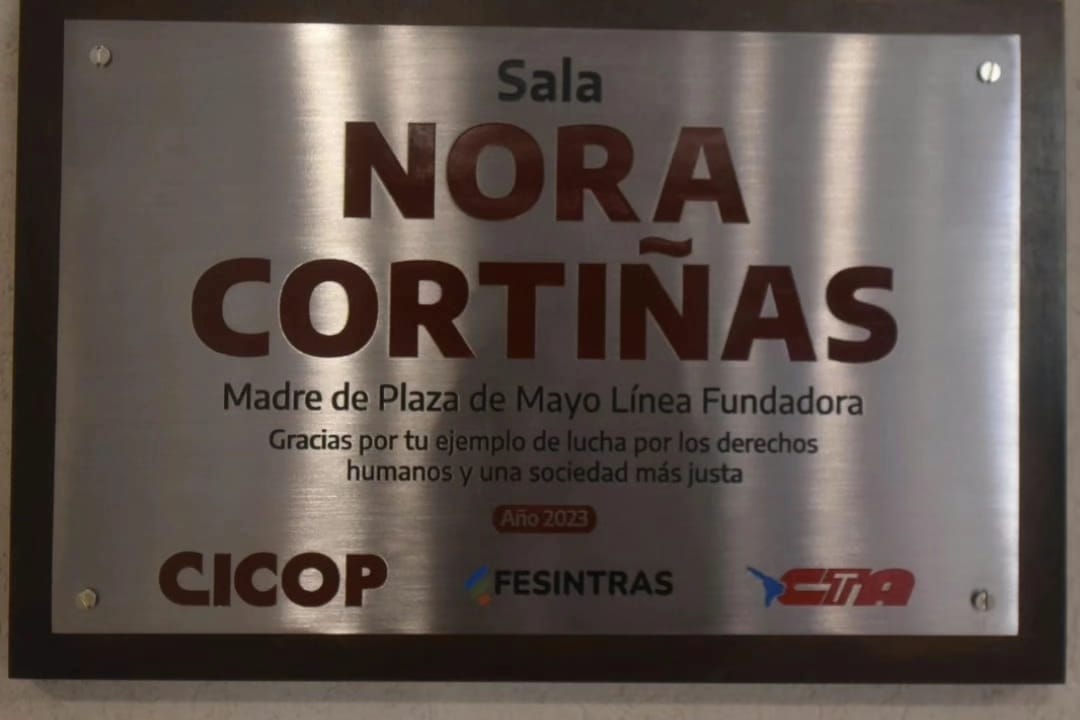 Sala
NORA
CORTIÑAS
Madre de Plaza de Mayo Línea Fundadora
Gracias por tu ejemplo de lucha por los derechos
humanos y una sociedad más justa
Año 2023
CICOP FESINTRAS CTA